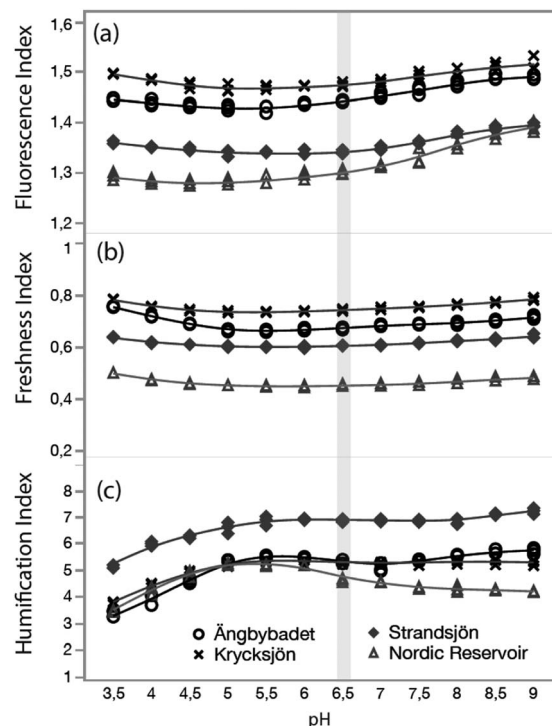 (a)
Fluorescence Index
1,6
1,5
1,4
1,3
1,2
(b)
Freshness Index
1
0,8
0,6
0,4
0,2
(c)
Humification Index
8
7
6
5
4
3
2
1
Ängbybadet
Strandsjön
Krycksjön
Nordic Reservoir
3,5 4 4,5 5 5,5 6 6,5 7 7,5 8 8,5 9
pH